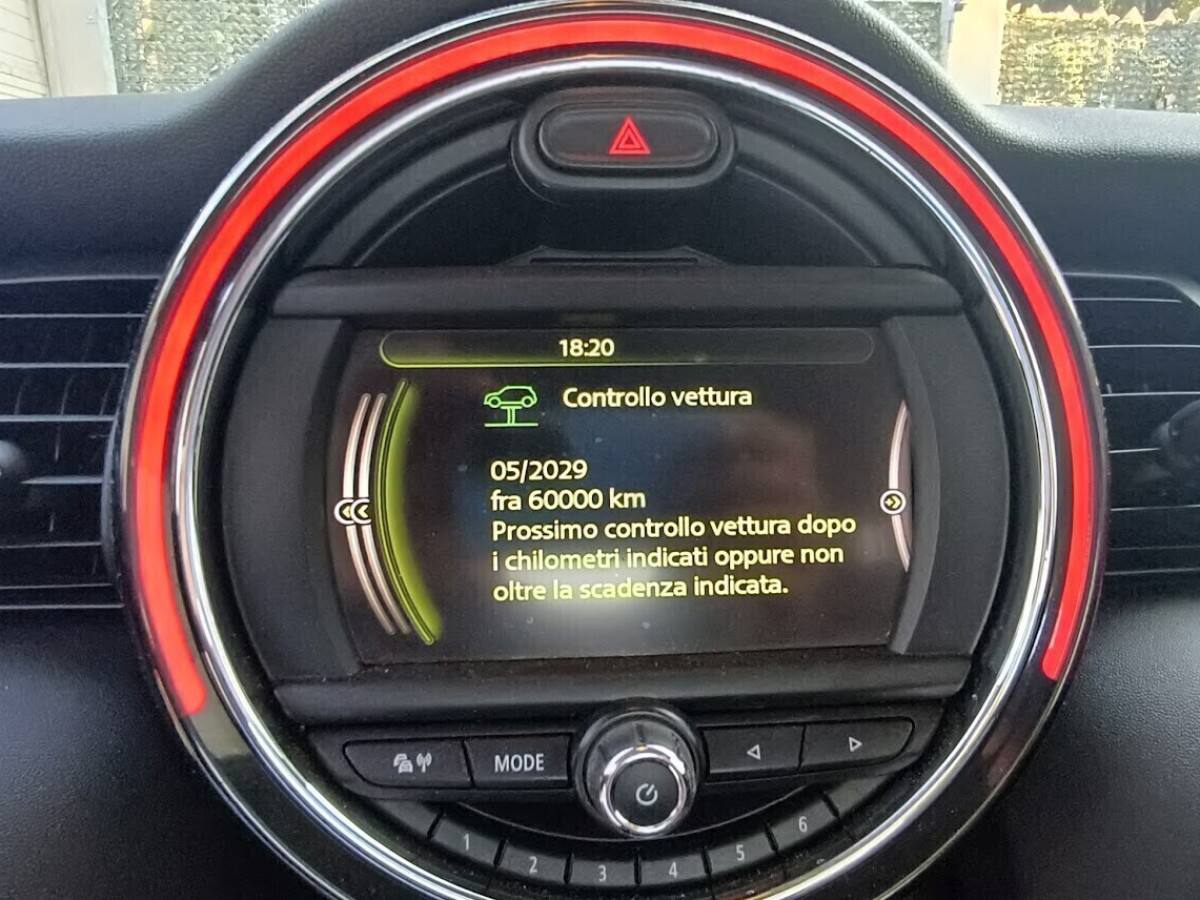 18:20
Controllo vettura
05/2029
fra 60000 km
Prossimo controllo vettura dopo
i chilometri indicati oppure non
oltre la scadenza indicata.
MODE
1 2 3 4 5 6